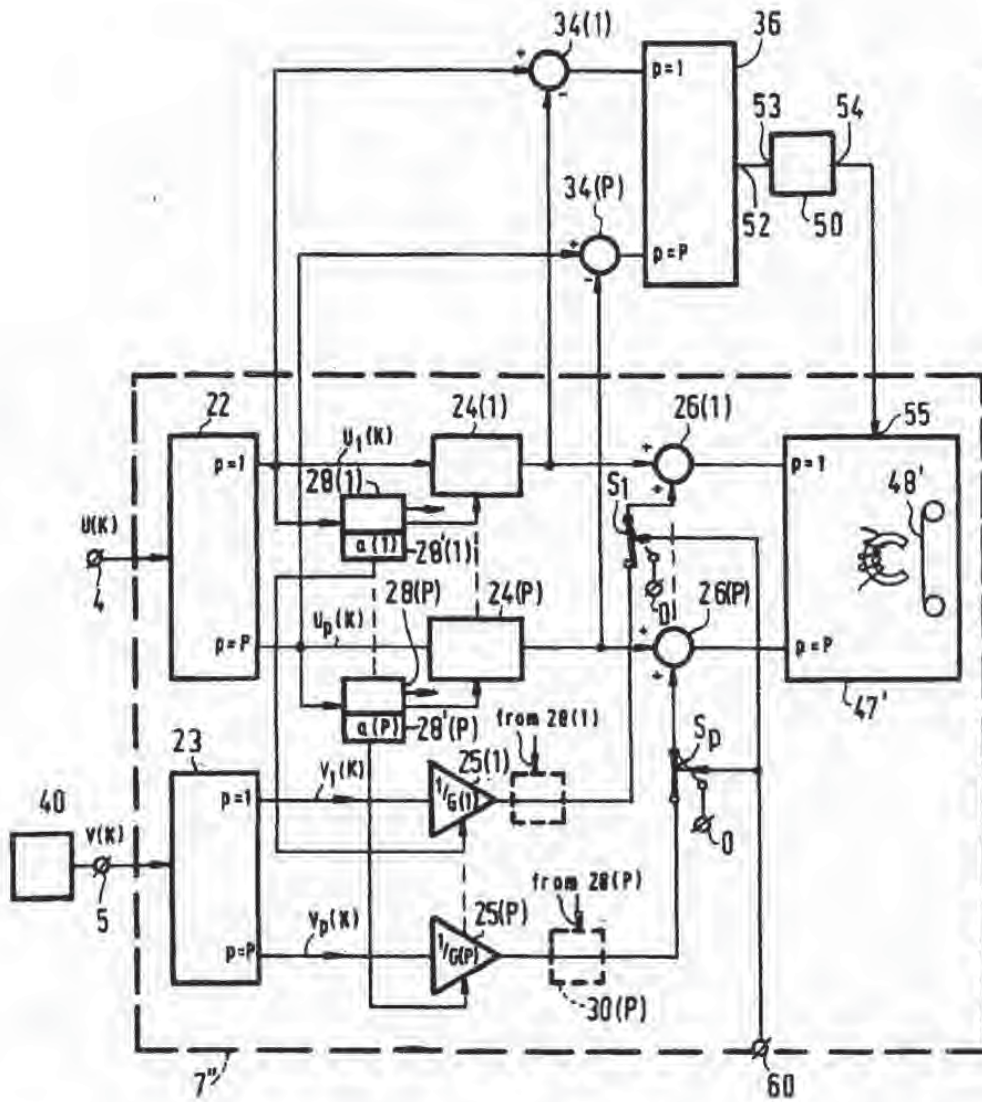 34(1)
36
+
p=1
-
53
54
34(P)
+
52
50
p=P
-
22
24(1)
26(1)
55
U₁(K)
+
p=1
28(1)
p=1
+
S1
48'
U(K)
a(1)
28'(1)
4
28(P)
24(P)
0
26(P)
Up(K)
+
p=P
p=P
+
a(P)
28'(P)
from 28(1)
47'
23
Sp
V₁(K)
25(1)
p=1
1/G(1)
40
V(K)
0
from 28(P)
5
Vp(K)
25(P)
p=P
1/G(P)
30(P)
7"
60